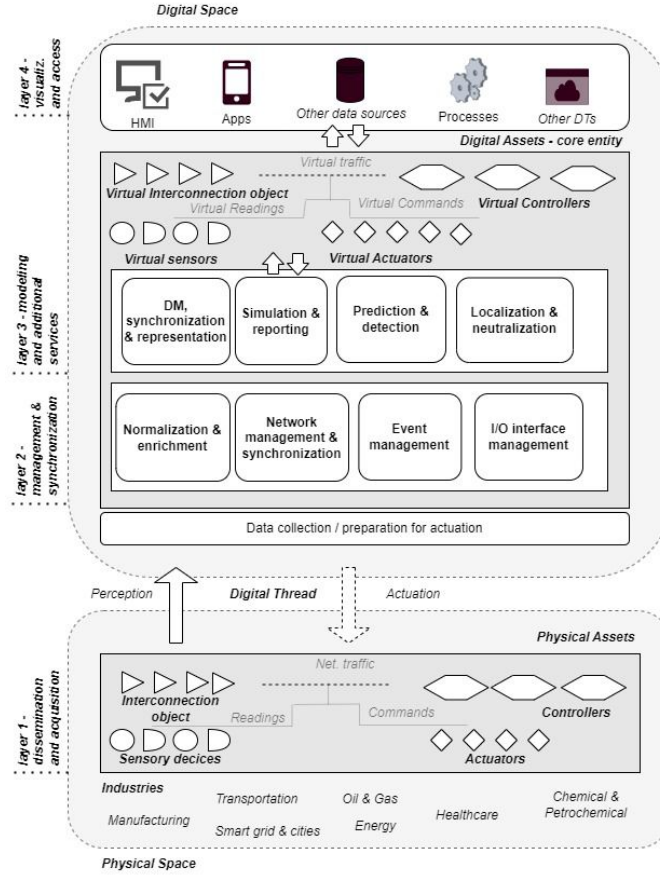 Digital Space
layer 4 -
visualiz.
and access
HMI
Apps
Other data sources
Processes
Other DTs
Digital Assets - core entity
Virtual traffic
Virtual Interconnection object
Virtual Controllers
Virtual Readings
Virtual Commands
Virtual sensors
Virtual Actuators
layer 3 - modeling
and additional
services
DM,
synchronization
& representation
Simulation &
reporting
Prediction &
detection
Localization &
neutralization
layer 2 -
management &
synchronization
Normalization &
enrichment
Network
management &
synchronization
Event
management
I/O interface
management
Data collection / preparation for actuation
Perception
Digital Thread
Actuation
Physical Assets
layer 1 -
dissemination
and acquisition
Net. traffic
Interconnection
object
Controllers
Readings
Commands
Sensory decices
Actuators
Industries
Manufacturing
Transportation
Smart grid & cities
Oil & Gas
Energy
Healthcare
Chemical &
Petrochemical
Physical Space